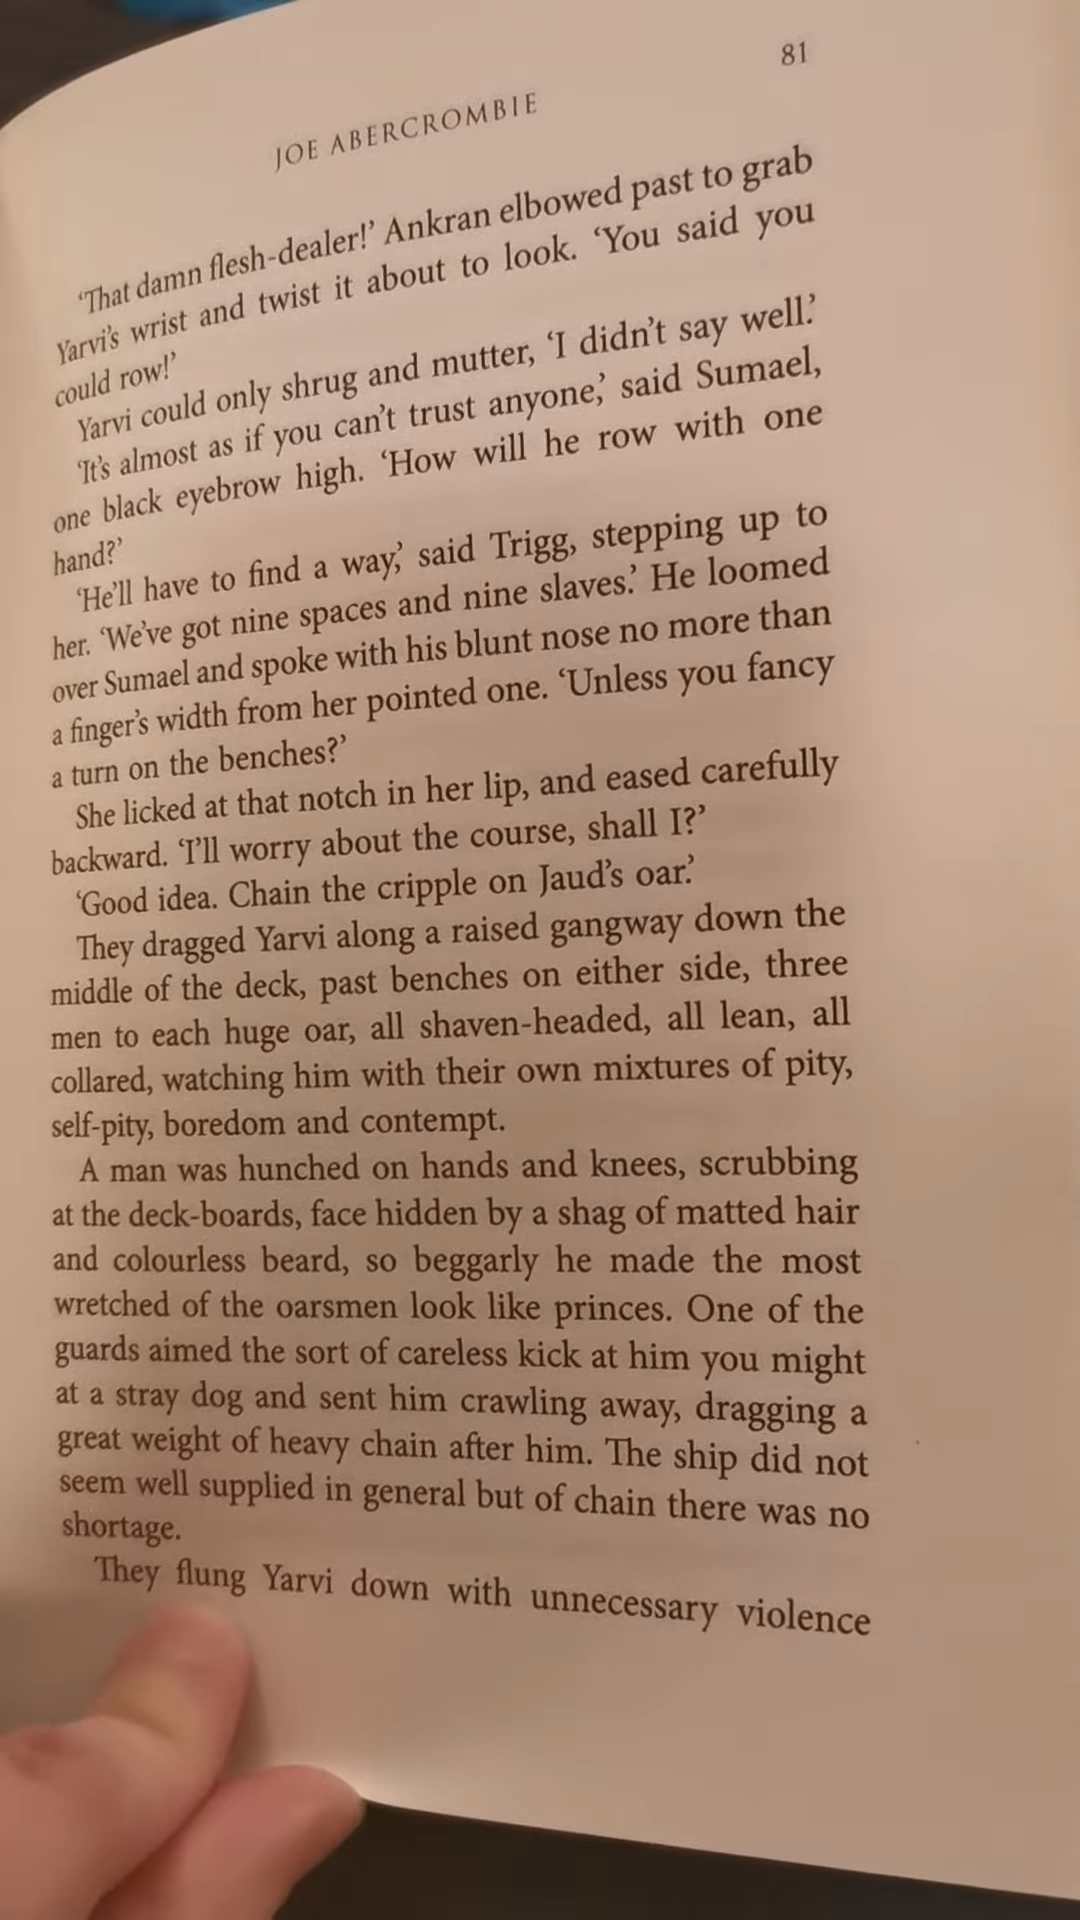 81
JOE ABERCROMBIE
‘That damn flesh-dealer!’ Ankran elbowed past to grab
Yarvi’s wrist and twist it about to look. ‘You said you
could row!’
Yarvi could only shrug and mutter, ‘I didn’t say well.’
‘It’s almost as if you can’t trust anyone,’ said Sumael,
one black eyebrow high. ‘How will he row with one
hand?’
‘He’ll have to find a way,’ said Trigg, stepping up to
her. ‘We’ve got nine spaces and nine slaves.’ He loomed
over Sumael and spoke with his blunt nose no more than
a finger’s width from her pointed one. ‘Unless you fancy
a turn on the benches?’
She licked at that notch in her lip, and eased carefully
backward. ‘I’ll worry about the course, shall I?’
‘Good idea. Chain the cripple on Jaud’s oar.’
They dragged Yarvi along a raised gangway down the
middle of the deck, past benches on either side, three
men to each huge oar, all shaven-headed, all lean, all
collared, watching him with their own mixtures of pity,
self-pity, boredom and contempt.
A man was hunched on hands and knees, scrubbing
at the deck-boards, face hidden by a shag of matted hair
and colourless beard, so beggarly he made the most
wretched of the oarsmen look like princes. One of the
guards aimed the sort of careless kick at him you might
at a stray dog and sent him crawling away, dragging a
great weight of heavy chain after him. The ship did not
seem well supplied in general but of chain there was no
shortage.
They flung Yarvi down with unnecessary violence